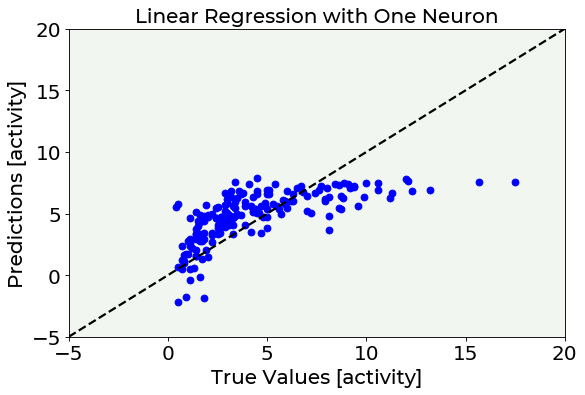 Linear Regression with One Neuron
20
15
10
5
0
−5
Predictions [activity]
−5 0 5 10 15 20
True Values [activity]